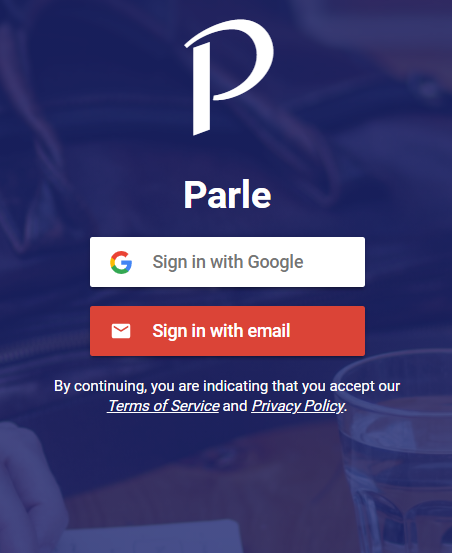 P
Parle
Sign in with Google
Sign in with email
By continuing, you are indicating that you accept our
Terms of Service and Privacy Policy.